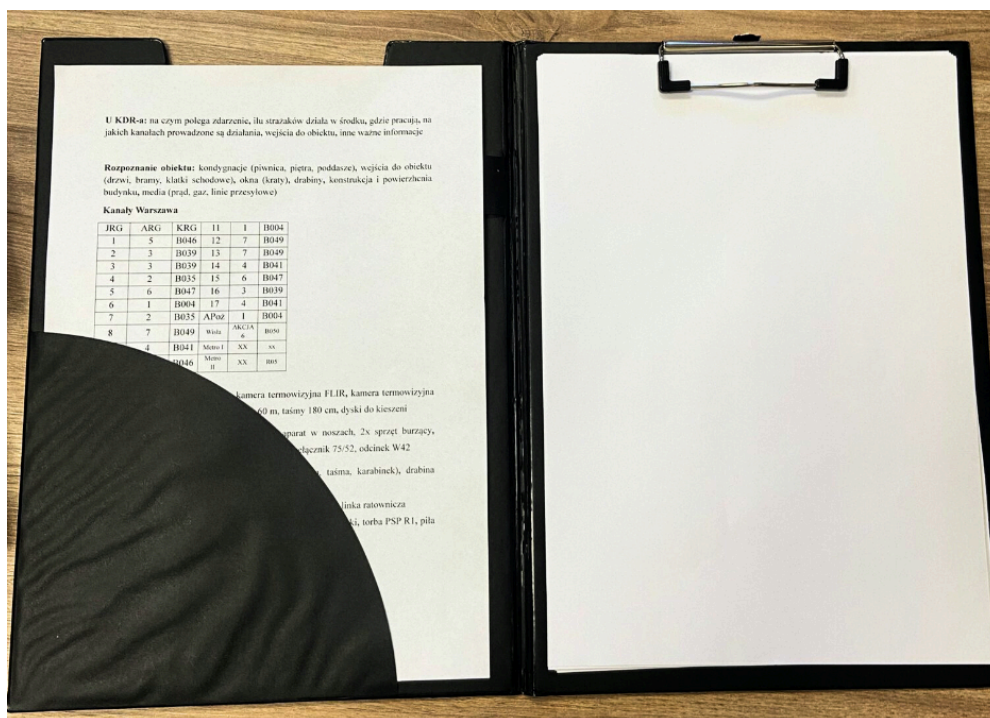 U KDR-a: na czym polega zdarzenie, ilu strażaków działa w środku, gdzie pracują, na
jakich kanałach prowadzone są działania, wejścia do obiektu, inne ważne informacje
Rozpoznanie obiektu: kondygnacje (piwnica, piętra, poddasze), wejścia do obiektu
(drzwi, bramy, klatki schodowe), okna (kraty), drabiny, konstrukcja i powierzchnia
budynku, media (prąd, gaz, linie przesyłowe)
Kanały Warszawa
JRG ARG KRG 11 1 B004
1 5 B046 12 7 B049
2 3 B039 13 7 B049
3 3 B039 14 4 B041
4 2 B035 15 6 B047
5 6 B047 16 3 B039
6 1 B004 17 4 B041
7 2 B035 APoż 1 B004
8 7 B049 Wisła AKCJA 6 B050
4 B041 Metro I XX xx
B046 Metro II XX B05
kamera termowizyjna FLIR, kamera termowizyjna
60 m, taśmy 180 cm, dyski do kieszeni
aparat w noszach, 2x sprzęt burzący,
75/52, odcinek W42
taśma, karabinek), drabina
linka ratownicza
torba PSP R1, piła